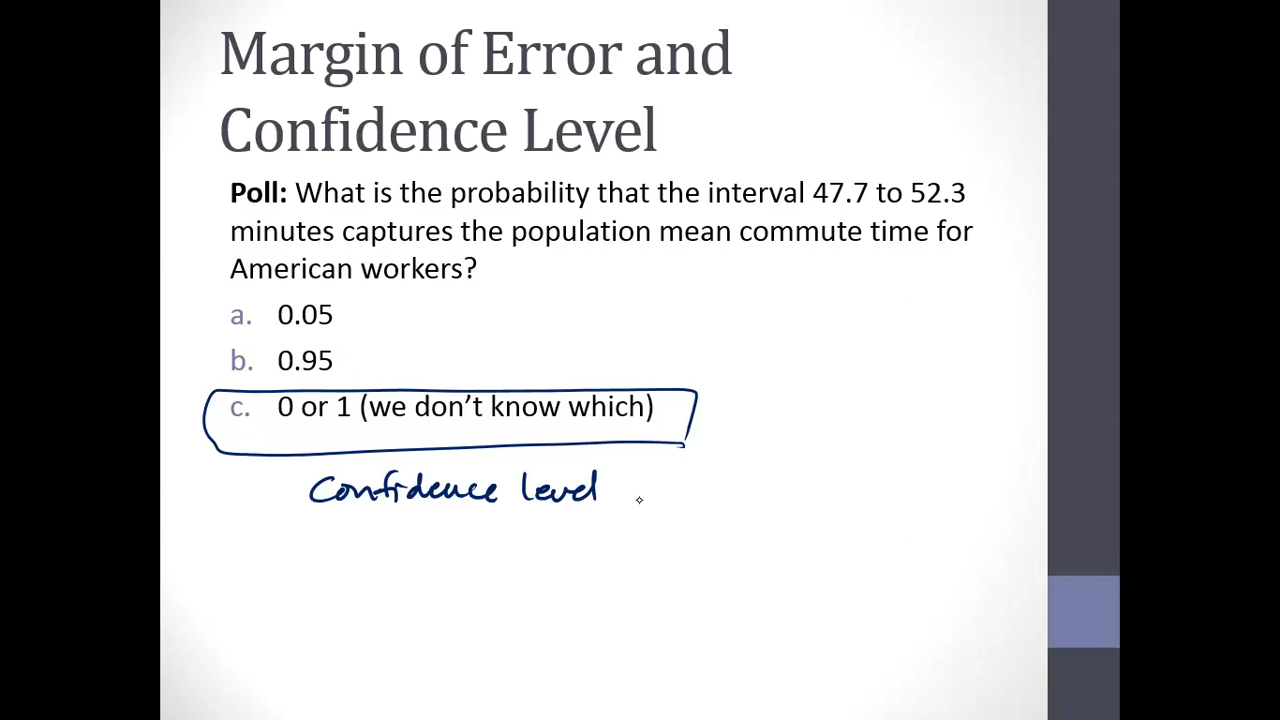 Margin of Error and
Confidence Level
Poll: What is the probability that the interval 47.7 to 52.3
minutes captures the population mean commute time for
American workers?
a. 0.05
b. 0.95
c. 0 or 1 (we don’t know which)
Confidence level